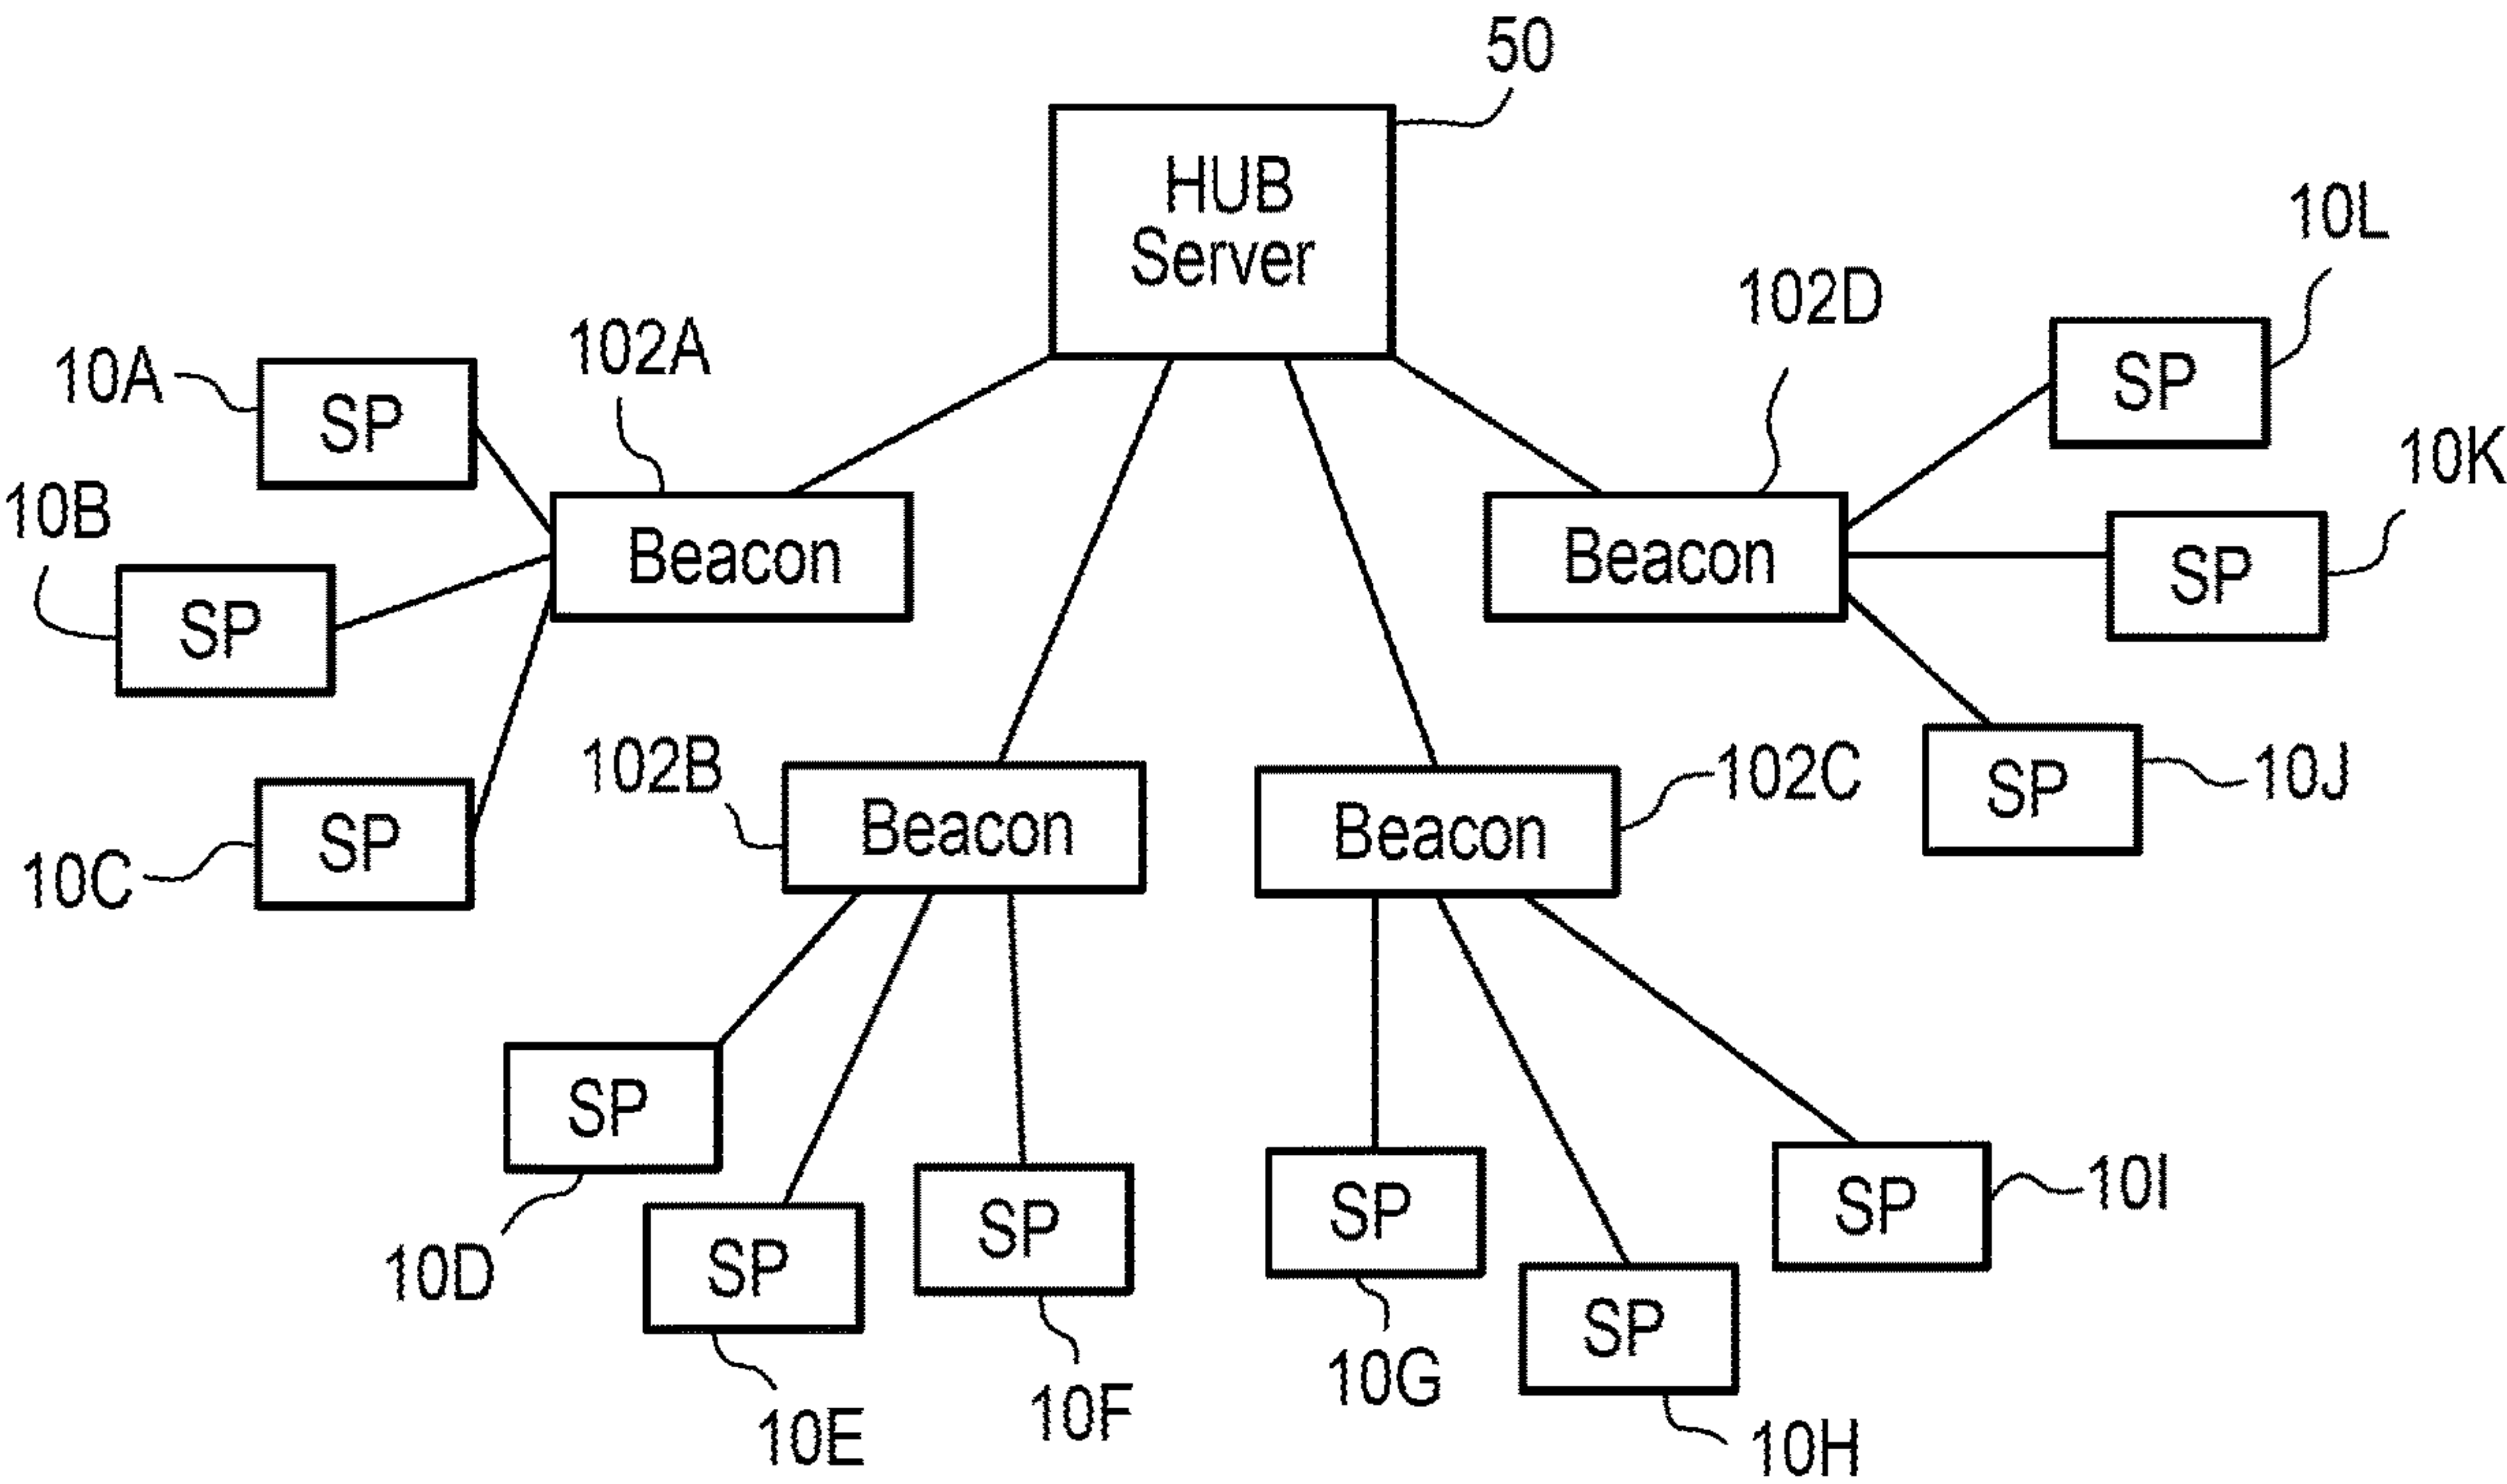 50
HUB
Server
10L
102D
102A
10A
SP
SP
10K
10B
Beacon
Beacon
SP
SP
102B
102C
10J
SP
Beacon
Beacon
SP
10C
SP
SP
SP
SP
10I
10D
SP
SP
10G
10F
10E
10H